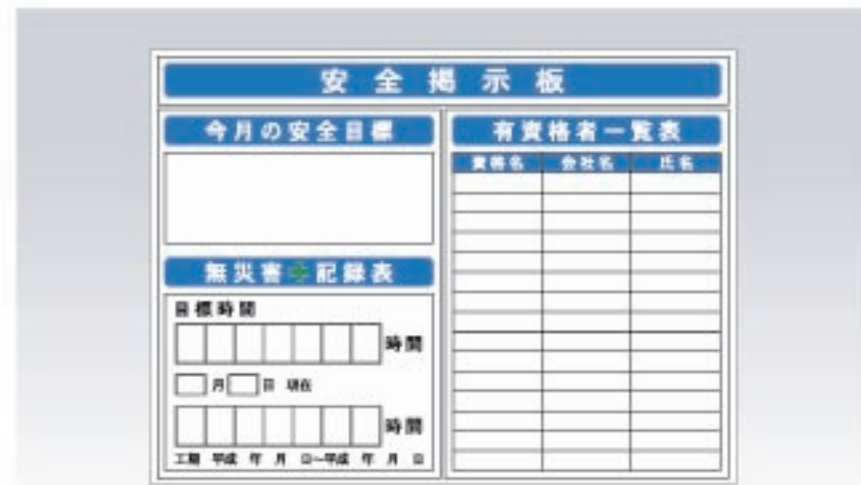 安全掲示板
今月の安全目標
無災害✚記録表
目標時間
時間
月 日 現在
時間
工期 平成 年 月 日〜平成 年 月 日
有資格者一覧表
資格名 会社名 氏名